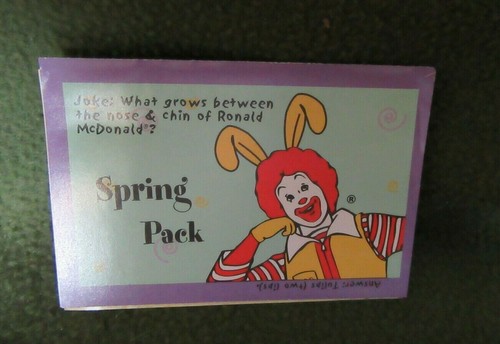 Joke: What grows between
the nose & chin of Ronald
McDonald®?
Spring
Pack
®
Answer: Tulips (two lips).